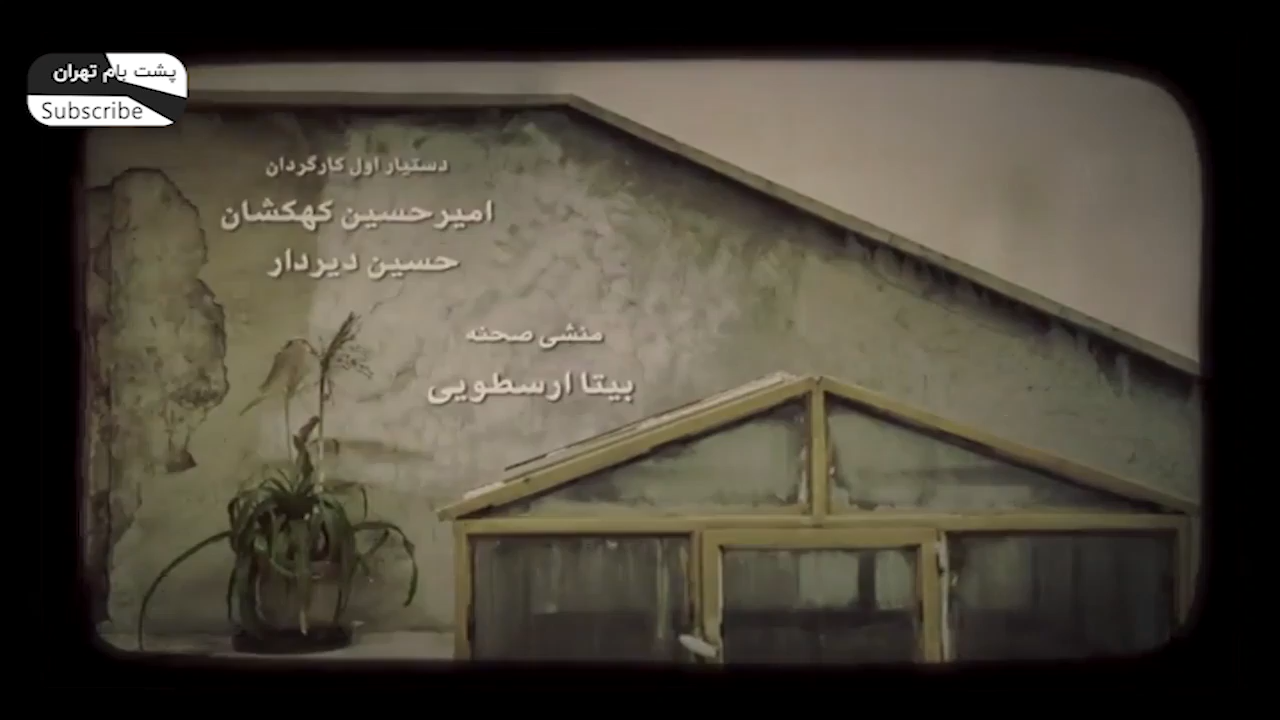 پشت بام تهران
Subscribe
دستیار اول کارگردان
امیرحسین کهکشان
حسین دیردار
منشی صحنه
بیتا ارسطویی